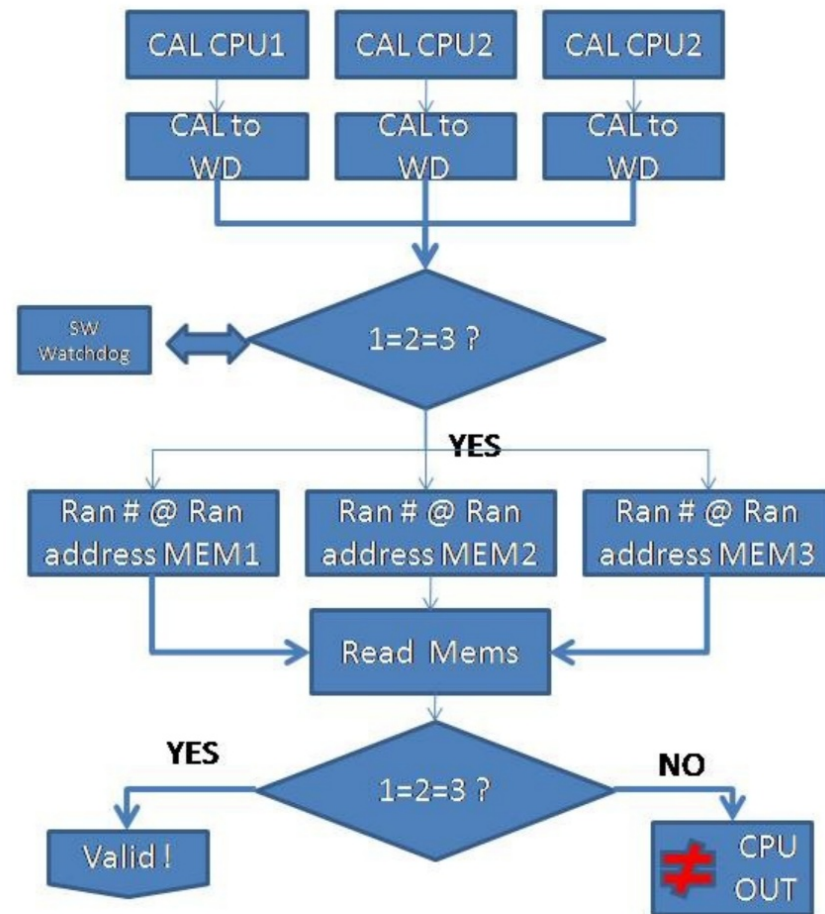 CAL CPU1
CAL CPU2
CAL CPU2
CAL to
WD
CAL to
WD
CAL to
WD
SW
Watchdog
1=2=3 ?
YES
Ran # @ Ran
address MEM1
Ran # @ Ran
address MEM2
Ran # @ Ran
address MEM3
Read Mems
YES
1=2=3 ?
NO
Valid !
≠ CPU
OUT